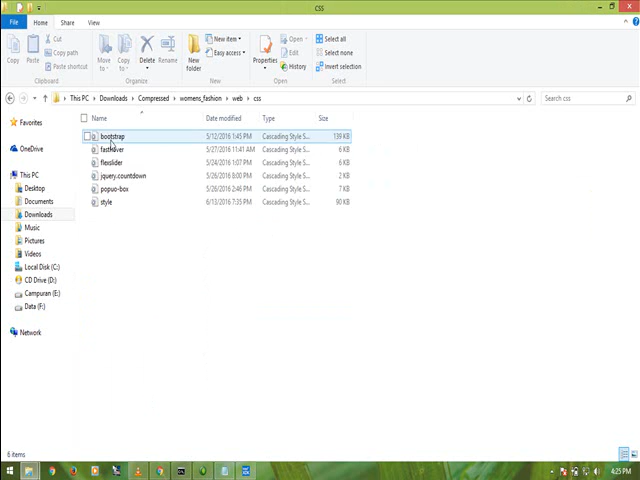 CSS
File Home Share View
Copy Paste Cut Copy path Paste shortcut Move to Copy to Delete Rename New folder New item Easy access Properties Open Edit History Select all Select none Invert selection
Clipboard Organize New Open Select
This PC Downloads Compressed womens_fashion web css Search css
Favorites
OneDrive
This PC
Desktop
Documents
Downloads
Music
Pictures
Videos
Local Disk (C:)
CD Drive (D:)
Campuran (E:)
Data (F:)
Network
Name Date modified Type Size
bootstrap 5/12/2016 1:45 PM Cascading Style S... 139 KB
5/27/2016 11:41 AM Cascading Style S... 6 KB
flexslider 5/24/2016 1:07 PM Cascading Style S... 6 KB
jquery.countdown 5/26/2016 8:00 PM Cascading Style S... 2 KB
popuo-box 5/26/2016 2:46 PM Cascading Style S... 7 KB
style 6/13/2016 7:35 PM Cascading Style S... 90 KB
6 items
4:25 PM